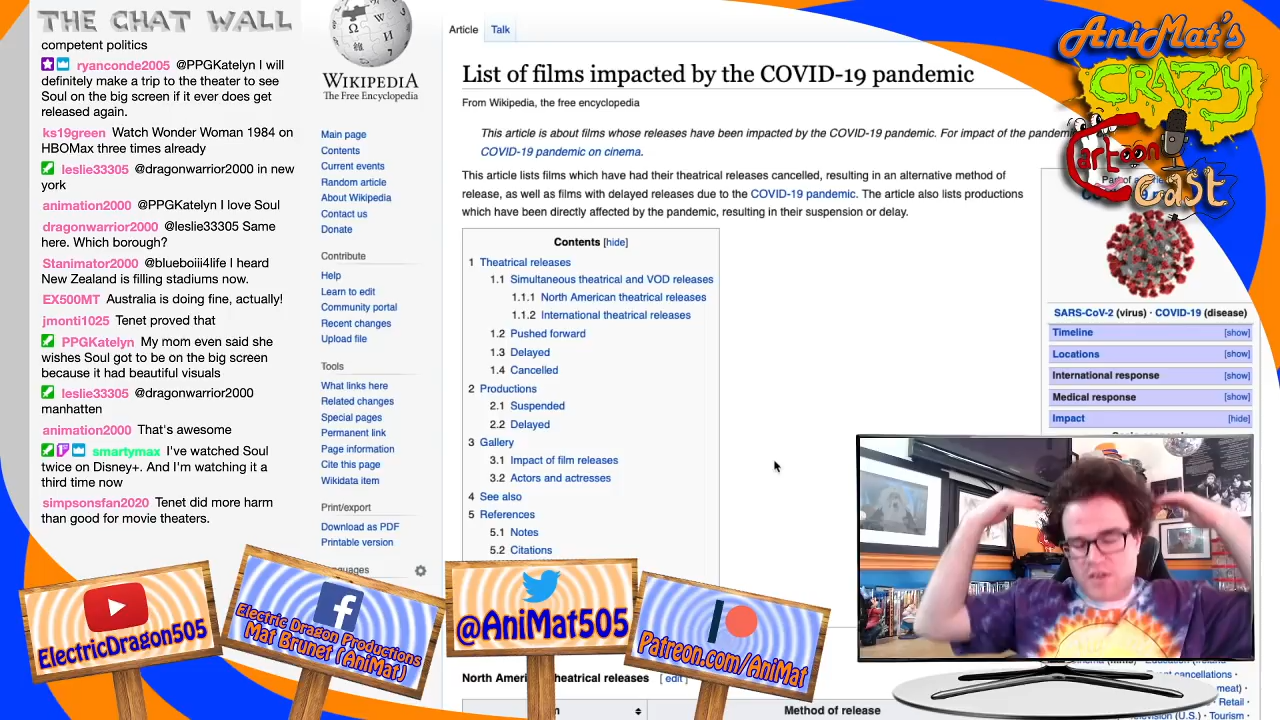 THE CHAT WALL
competent politics
ryanconde2005 @PPGKatelyn I will
definitely make a trip to the theater to see
Soul on the big screen if it ever does get
released again.
ks19green Watch Wonder Woman 1984 on
HBOMax three times already
leslie33305 @dragonwarrior2000 in new
york
animation2000 @PPGKatelyn I love Soul
dragonwarrior2000 @leslie33305 Same
here. Which borough?
Stanimator2000 @blueboiii4life I heard
New Zealand is filling stadiums now.
EX500MT Australia is doing fine, actually!
jmonti1025 Tenet proved that
PPGKatelyn My mom even said she
wishes Soul got to be on the big screen
because it had beautiful visuals
leslie33305 @dragonwarrior2000
manhatten
animation2000 That's awesome
smartymax I've watched Soul
twice on Disney+. And I'm watching it a
third time now
simpsonsfan2020 Tenet did more harm
than good for movie theaters.
WIKIPEDIA
The Free Encyclopedia
Main page
Contents
Current events
Random article
About Wikipedia
Contact us
Donate
Contribute
Help
Learn to edit
Community portal
Recent changes
Upload file
Tools
What links here
Related changes
Special pages
Permanent link
Page information
Cite this page
Wikidata item
Print/export
Download as PDF
Printable version
Article Talk
List of films impacted by the COVID-19 pandemic
From Wikipedia, the free encyclopedia
This article is about films whose releases have been impacted by the COVID-19 pandemic. For impact of the pandemic
COVID-19 pandemic on cinema.
This article lists films which have had their theatrical releases cancelled, resulting in an alternative method of
release, as well as films with delayed releases due to the COVID-19 pandemic. The article also lists productions
which have been directly affected by the pandemic, resulting in their suspension or delay.
Contents [hide]
1 Theatrical releases
1.1 Simultaneous theatrical and VOD releases
1.1.1 North American theatrical releases
1.1.2 International theatrical releases
1.2 Pushed forward
1.3 Delayed
1.4 Cancelled
2 Productions
2.1 Suspended
2.2 Delayed
3 Gallery
3.1 Impact of film releases
3.2 Actors and actresses
4 See also
5 References
5.1 Notes
5.2 Citations
North Ameri theatrical releases [ edit
Method of release
AniMat's
CRAZY
Cartoon
Cast
SARS-CoV-2 (virus) · COVID-19 (disease)
Timeline [show]
Locations [show]
International response [show]
Medical response [show]
Impact [hide]
cancellations
Retail
Television (U.S.) · Tourism ·
ElectricDragon505
Electric Dragon Productions
Mat Brunet (AniMat)
@AniMat505
Patreon.com/AniMat